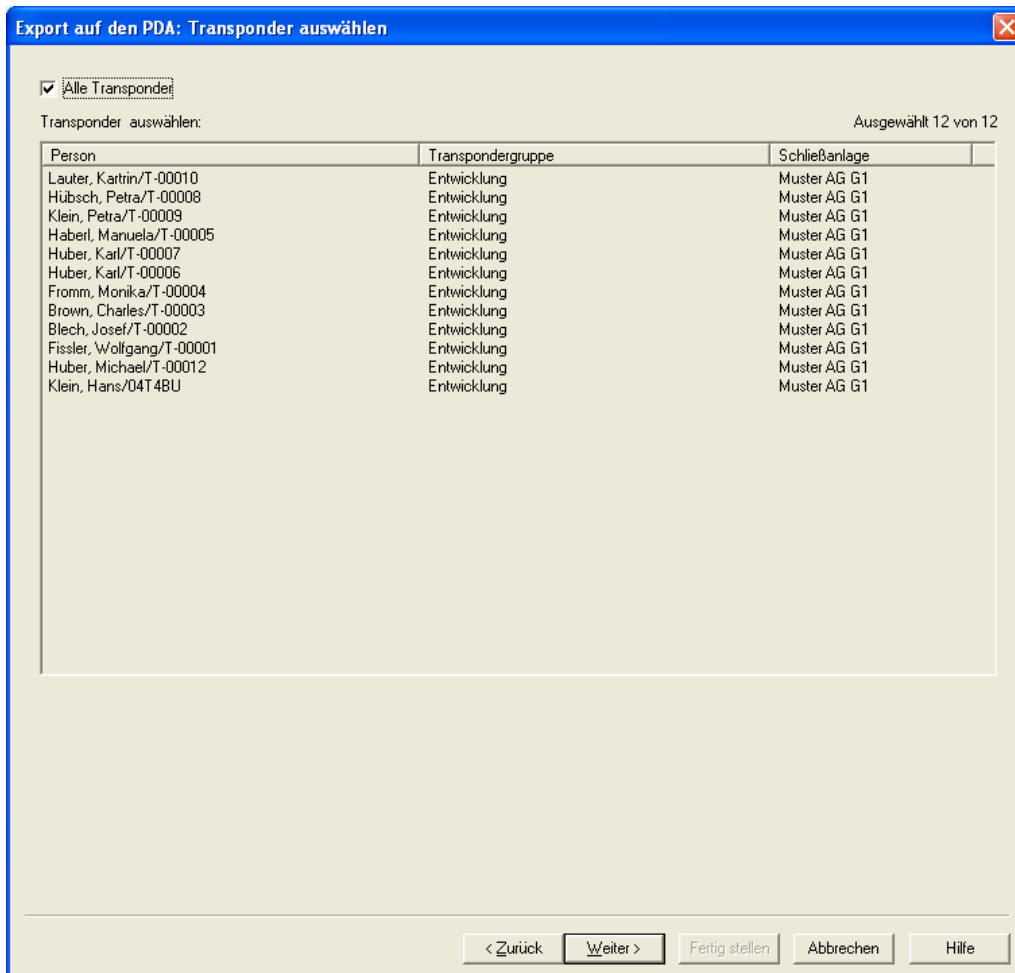 Export auf den PDA: Transponder auswählen
Alle Transponder
Transponder auswählen: Ausgewählt 12 von 12
Person Transpondergruppe Schließanlage
Lauter, Kartrin/T-00010 Entwicklung Muster AG G1
Hübsch, Petra/T-00008 Entwicklung Muster AG G1
Klein, Petra/T-00009 Entwicklung Muster AG G1
Haberl, Manuela/T-00005 Entwicklung Muster AG G1
Huber, Karl/T-00007 Entwicklung Muster AG G1
Huber, Karl/T-00006 Entwicklung Muster AG G1
Fromm, Monika/T-00004 Entwicklung Muster AG G1
Brown, Charles/T-00003 Entwicklung Muster AG G1
Blech, Josef/T-00002 Entwicklung Muster AG G1
Fissler, Wolfgang/T-00001 Entwicklung Muster AG G1
Huber, Michael/T-00012 Entwicklung Muster AG G1
Klein, Hans/04T4BU Entwicklung Muster AG G1
< Zurück Weiter > Fertig stellen Abbrechen Hilfe